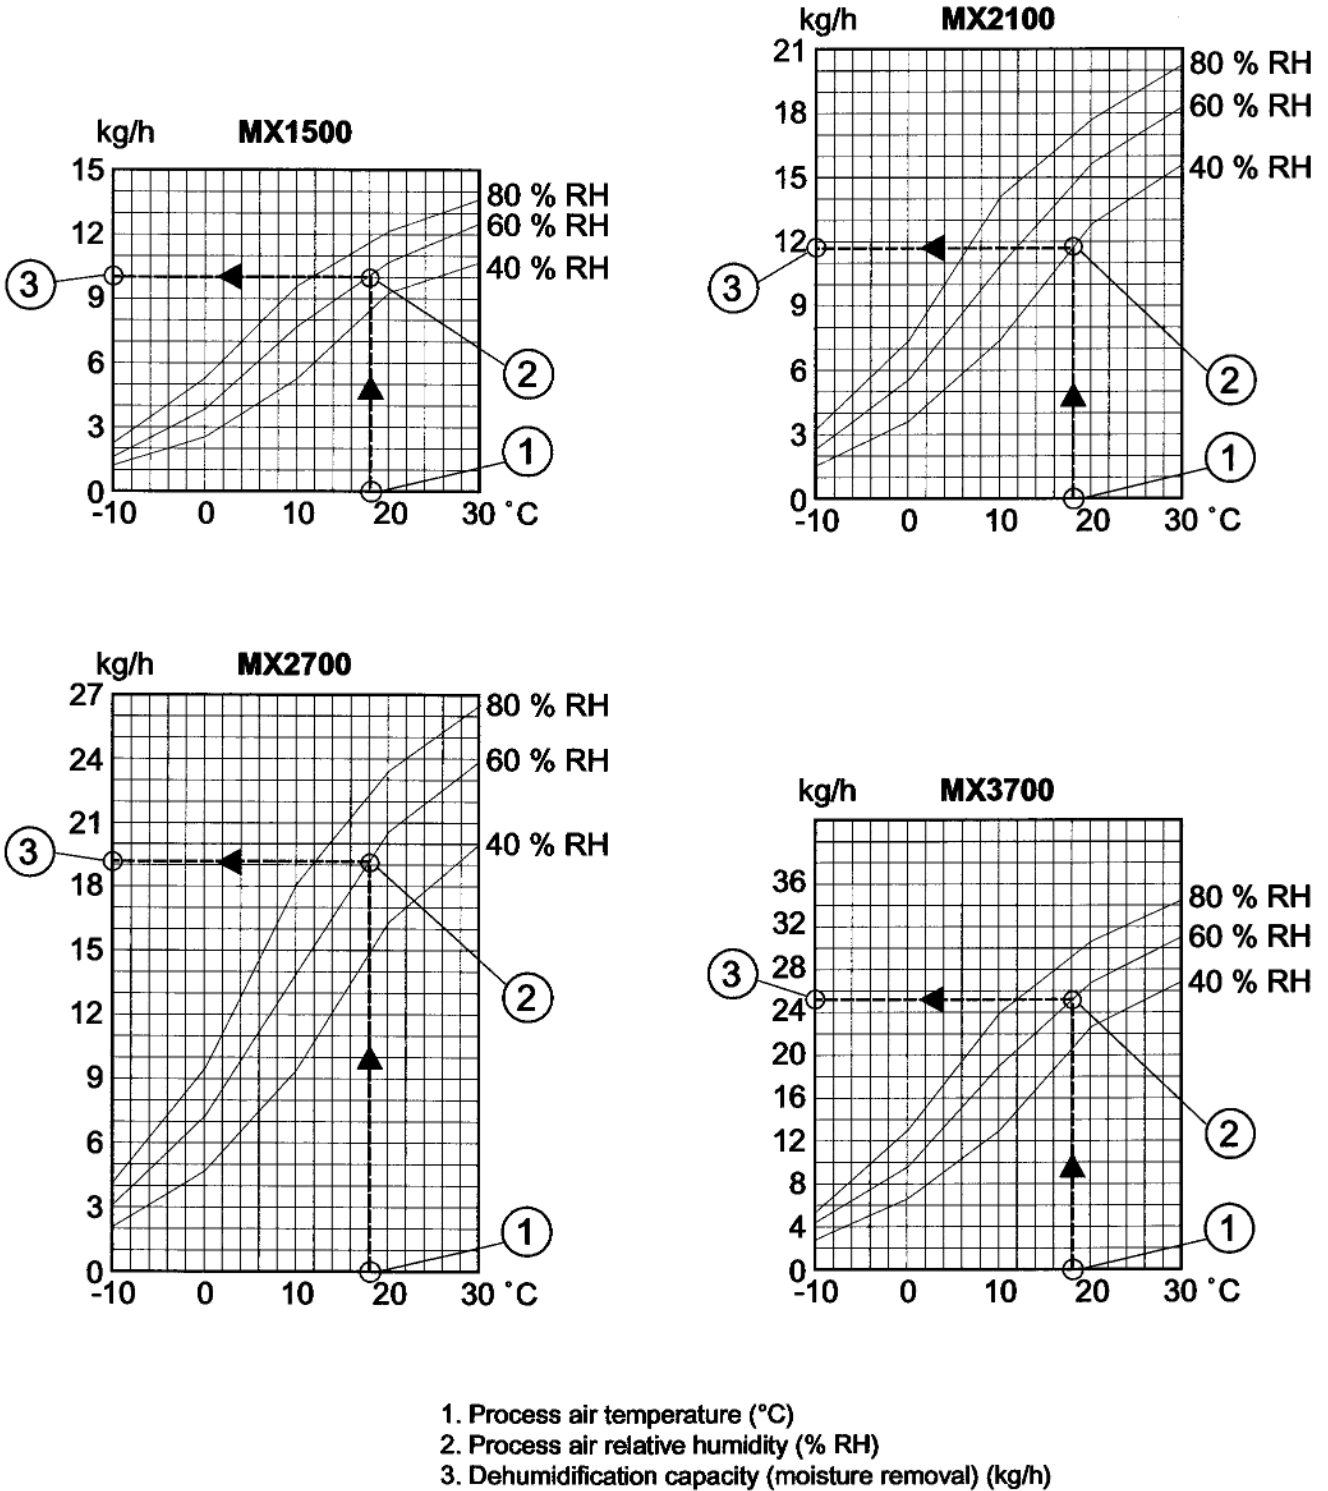 kg/h MX1500
15
12
9
6
3
0
-10 0 10 20 30 °C
80 % RH
60 % RH
40 % RH
3
2
1
kg/h MX2100
21
18
15
12
9
6
3
0
-10 0 10 20 30 °C
80 % RH
60 % RH
40 % RH
3
2
1
kg/h MX2700
27
24
21
18
15
12
9
6
3
0
-10 0 10 20 30 °C
80 % RH
60 % RH
40 % RH
3
2
1
kg/h MX3700
36
32
28
24
20
16
12
8
4
0
-10 0 10 20 30 °C
80 % RH
60 % RH
40 % RH
3
2
1
1. Process air temperature (°C)
2. Process air relative humidity (% RH)
3. Dehumidification capacity (moisture removal) (kg/h)